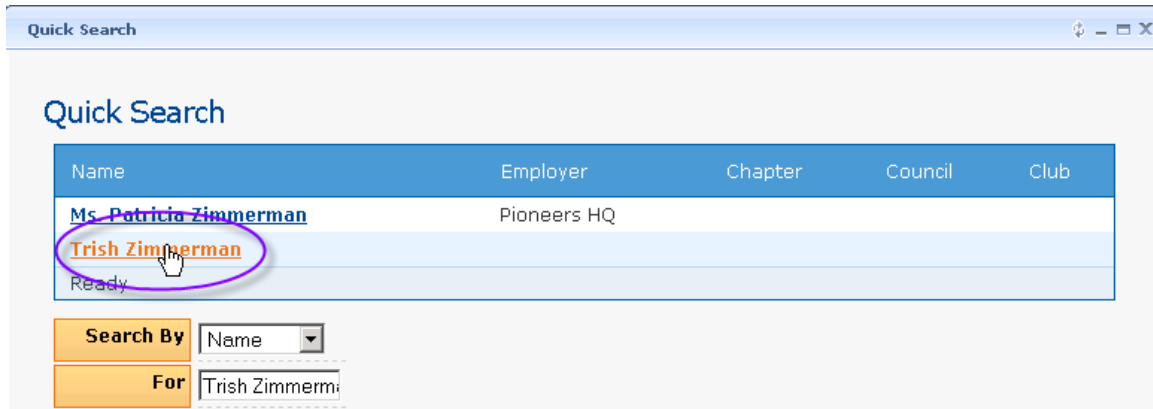 Quick Search
Quick Search
Name Employer Chapter Council Club
Ms. Patricia Zimmerman Pioneers HQ
Trish Zimmerman
Ready
Search By Name
For Trish Zimmerma